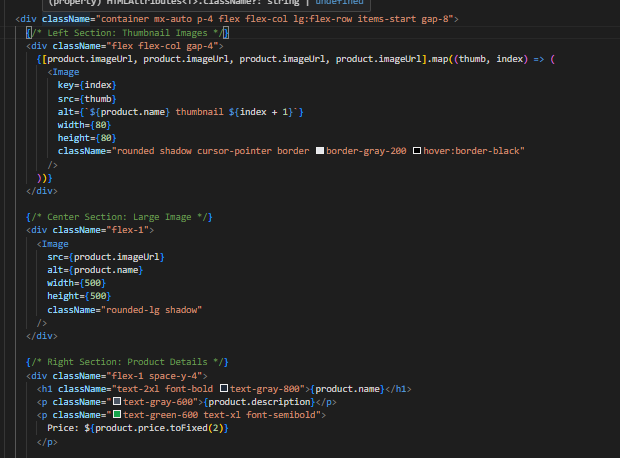 (property) HTMLAttributes<T>.className?: string | undefined
<div className="container mx-auto p-4 flex flex-col lg:flex-row items-start gap-8">
{/* Left Section: Thumbnail Images */}
<div className="flex flex-col gap-4">
{[product.imageUrl, product.imageUrl, product.imageUrl, product.imageUrl].map((thumb, index) => (
<Image
key={index}
src={thumb}
alt={`${product.name} thumbnail ${index + 1}`}
width={80}
height={80}
className="rounded shadow cursor-pointer border border-gray-200 hover:border-black"
/>
))}
</div>
{/* Center Section: Large Image */}
<div className="flex-1">
<Image
src={product.imageUrl}
alt={product.name}
width={500}
height={500}
className="rounded-lg shadow"
/>
</div>
{/* Right Section: Product Details */}
<div className="flex-1 space-y-4">
<h1 className="text-2xl font-bold text-gray-800">{product.name}</h1>
<p className="text-gray-600">{product.description}</p>
<p className="text-green-600 text-xl font-semibold">
Price: ${product.price.toFixed(2)}
</p>